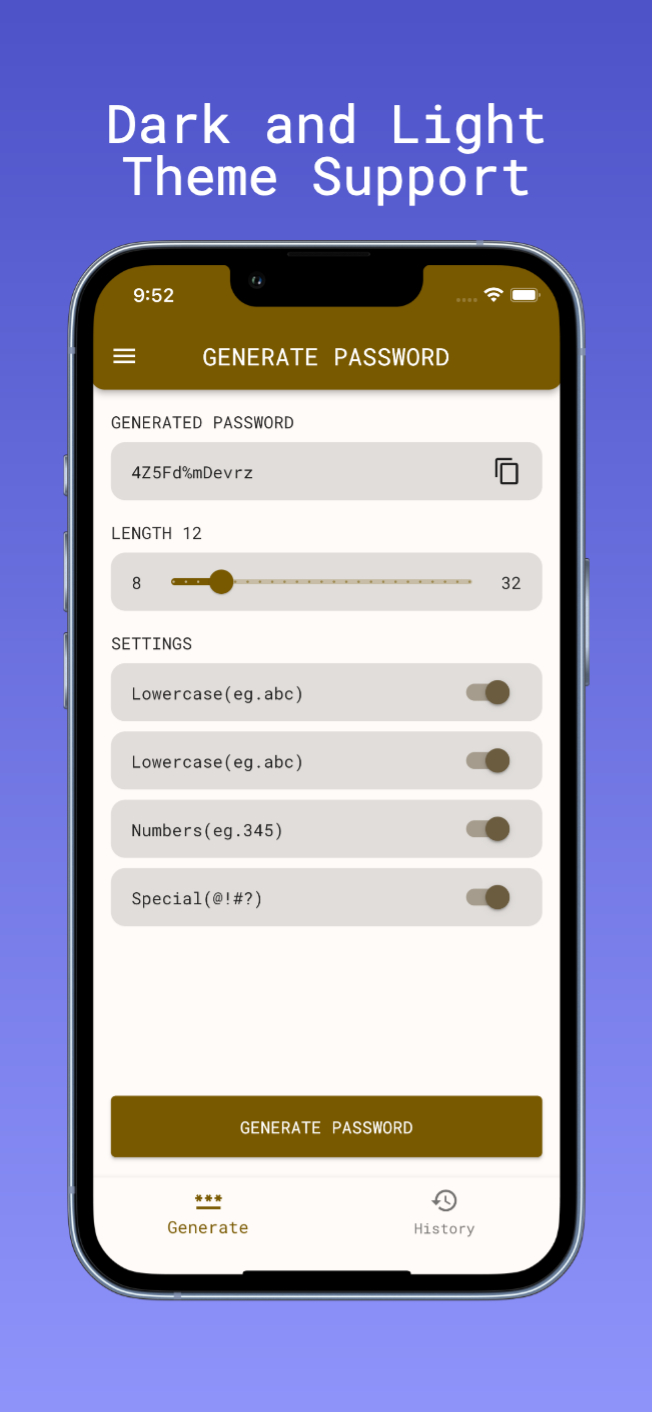 Dark and Light
Theme Support
9:52
GENERATE PASSWORD
GENERATED PASSWORD
4Z5Fd%mDevrz
LENGTH 12
8
32
SETTINGS
Lowercase(eg.abc)
Lowercase(eg.abc)
Numbers(eg.345)
Special(@!#?)
GENERATE PASSWORD
***
Generate
History